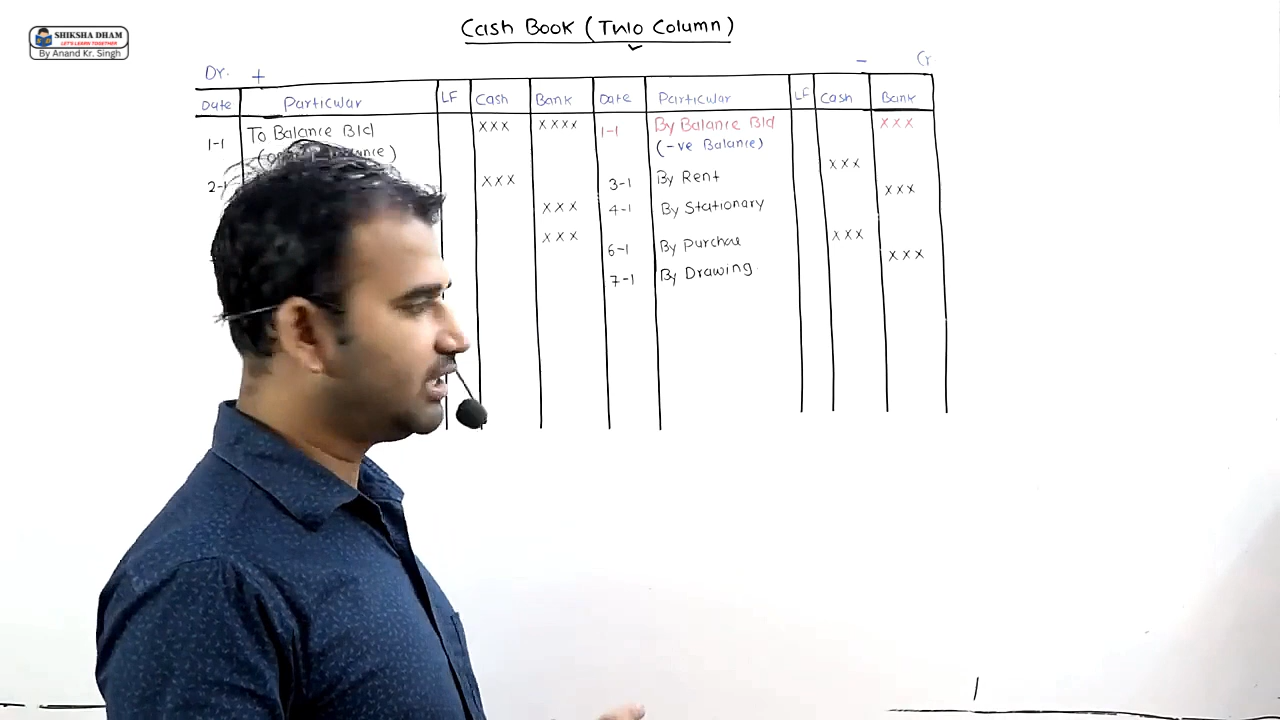 SHIKSHA DHAM
LET'S LEARN TOGETHER
By Anand Kr. Singh
Cash Book (Two Column)
Dr. + - Cr
Date Particular LF Cash Bank Date Particular LF Cash Bank
1-1 To Balance B/d xxx xxxx 1-1 By Balance B/d xxx
(-ve Balance)
2-1 xxx 3-1 By Rent xxx
xxx 4-1 By Stationary xxx
xxx 6-1 By Purchae xxx
7-1 By Drawing xxx